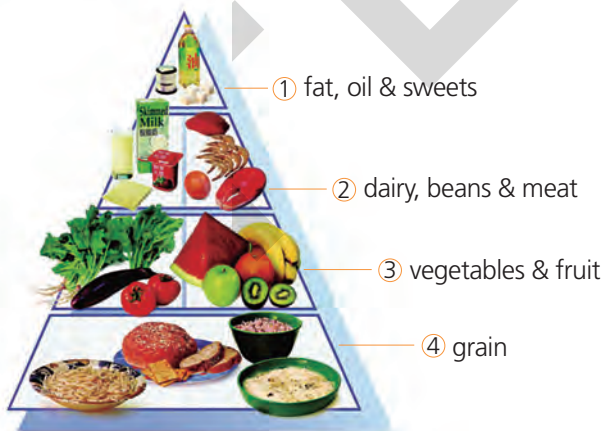 ① fat, oil & sweets
Skimmed
Milk
② dairy, beans & meat
③ vegetables & fruit
④ grain